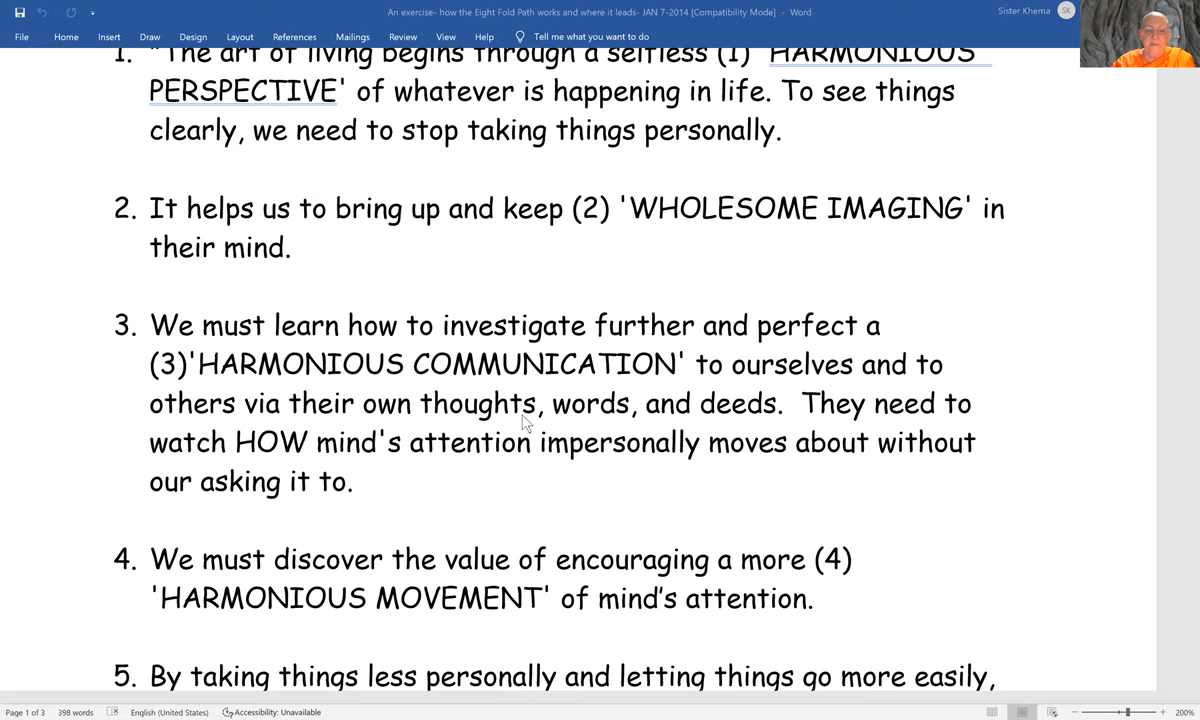 An exercise- how the Eight Fold Path works and where it leads- JAN 7-2014 [Compatibility Mode] - Word
Sister Khema
SK
File Home Insert Draw Design Layout References Mailings Review View Help Tell me what you want to do
1. "The art of living begins through a selfless (1) 'HARMONIOUS
PERSPECTIVE' of whatever is happening in life. To see things
clearly, we need to stop taking things personally.
2. It helps us to bring up and keep (2) 'WHOLESOME IMAGING' in
their mind.
3. We must learn how to investigate further and perfect a
(3)'HARMONIOUS COMMUNICATION' to ourselves and to
others via their own thoughts, words, and deeds. They need to
watch HOW mind's attention impersonally moves about without
our asking it to.
4. We must discover the value of encouraging a more (4)
'HARMONIOUS MOVEMENT' of mind’s attention.
5. By taking things less personally and letting things go more easily,
Page 1 of 3 398 words English (United States) Accessibility: Unavailable 200%